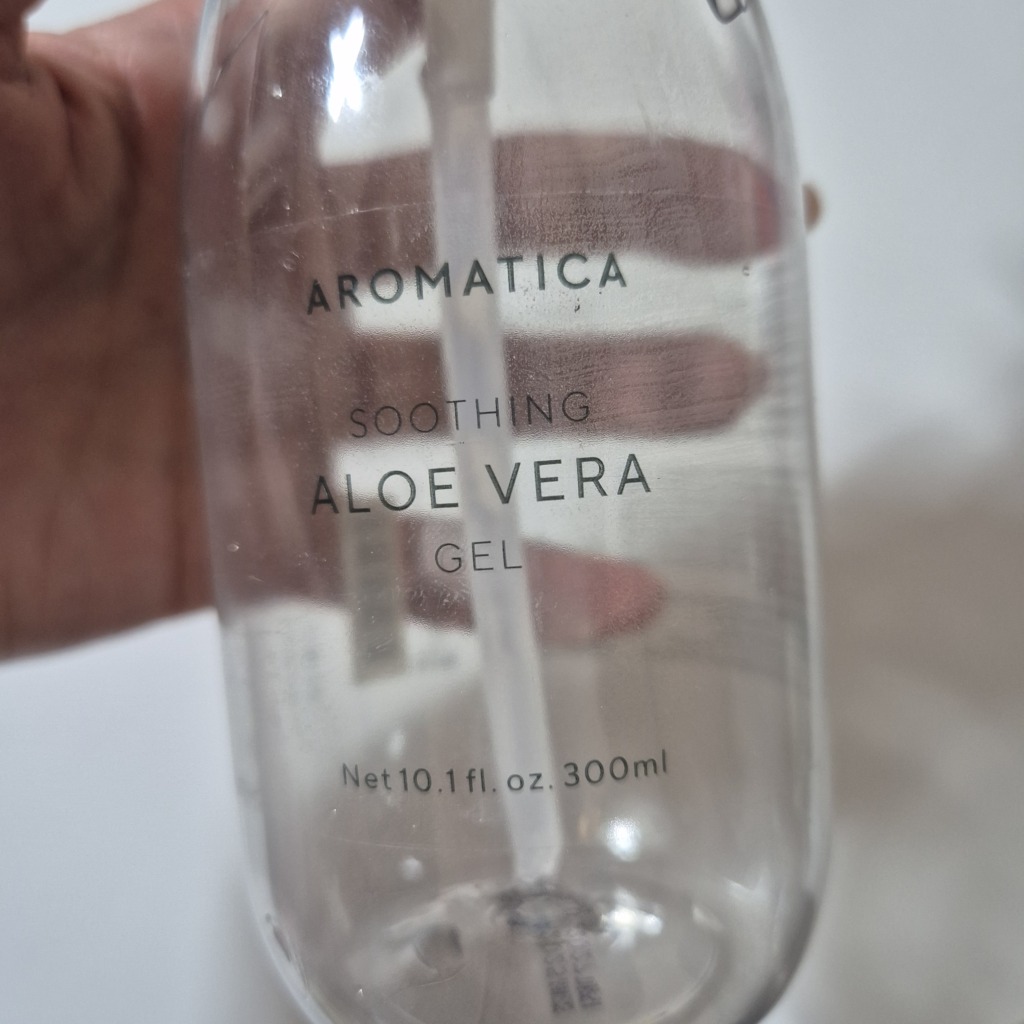 AROMATICA
SOOTHING
ALOE VERA
GEL
Net 10.1 fl. oz. 300ml